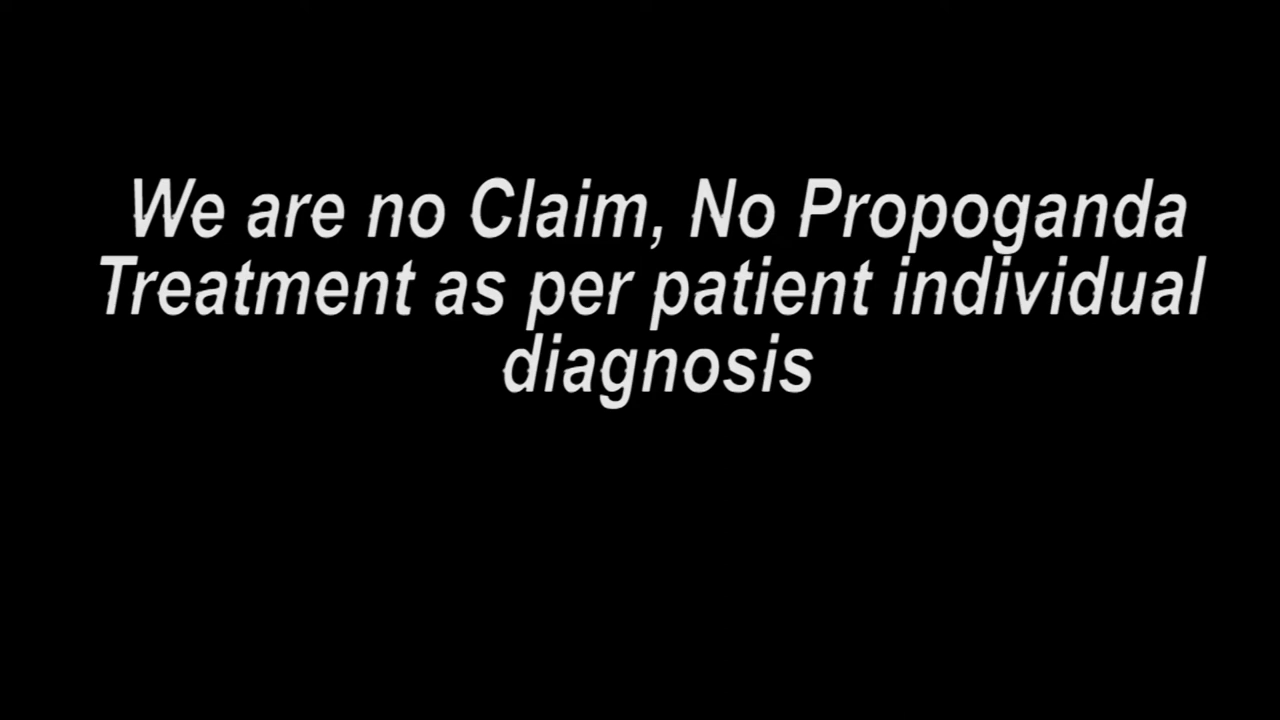 We are no Claim, No Propoganda
Treatment as per patient individual
diagnosis